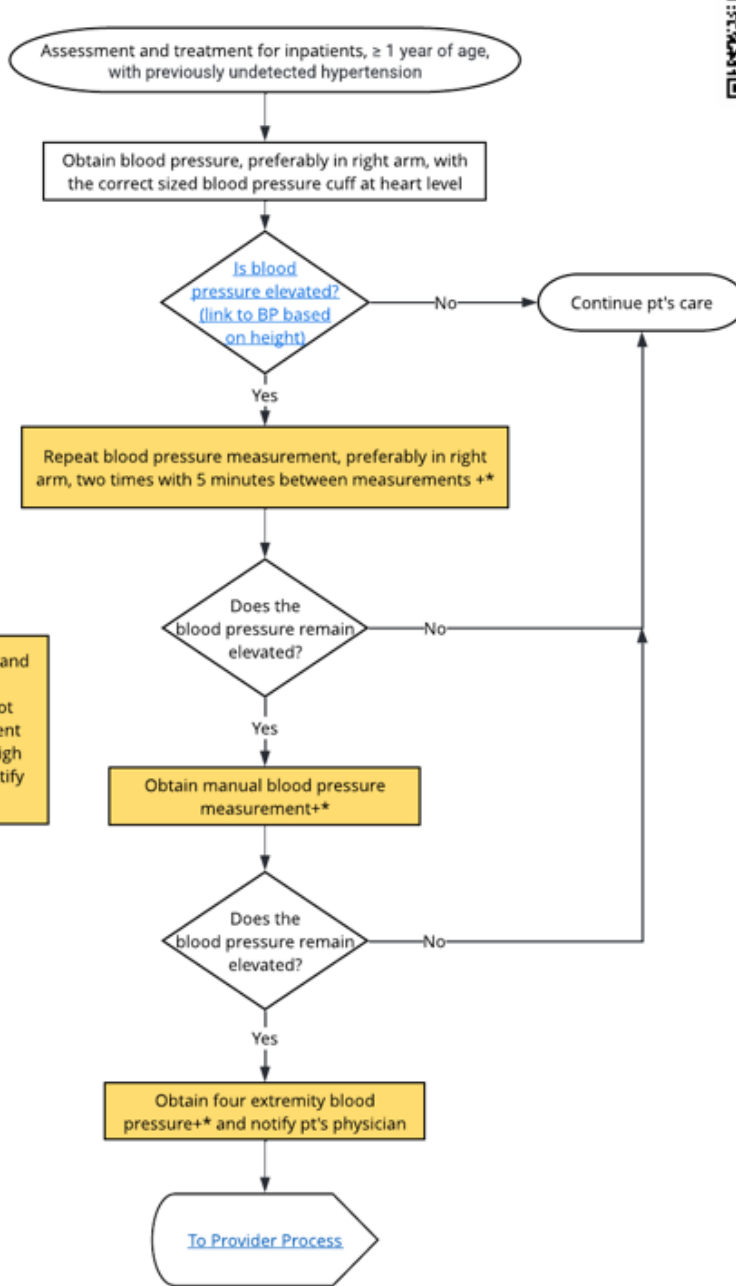 Assessment and treatment for inpatients, ≥ 1 year of age,
with previously undetected hypertension
Obtain blood pressure, preferably in right arm, with
the correct sized blood pressure cuff at heart level
Is blood
pressure elevated?
(link to BP based
on height)
No
Continue pt's care
Yes
Repeat blood pressure measurement, preferably in right
arm, two times with 5 minutes between measurements +*
Does the
blood pressure remain
elevated?
No
and
Yes
Obtain manual blood pressure
measurement+*
Does the
blood pressure remain
elevated?
No
Yes
Obtain four extremity blood
pressure+* and notify pt's physician
To Provider Process